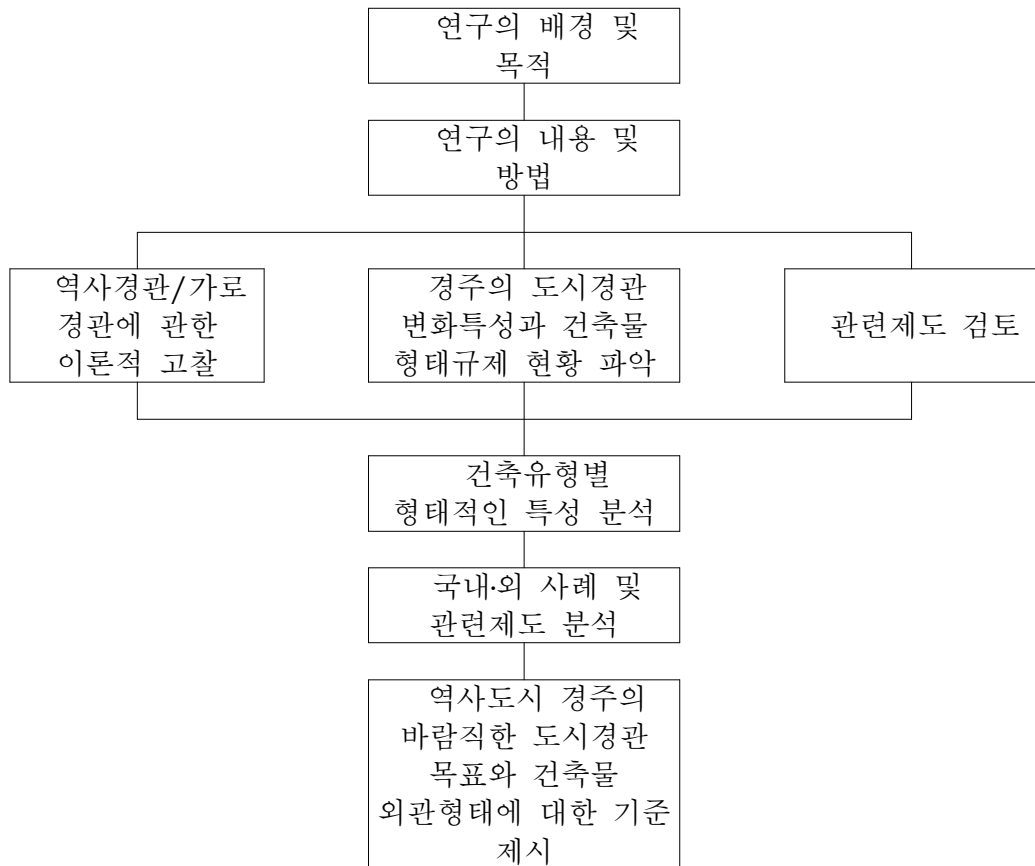 연구의 배경 및
목적
연구의 내용 및
방법
역사경관/가로
경관에 관한
이론적 고찰
경주의 도시경관
변화특성과 건축물
형태규제 현황 파악
관련제도 검토
건축유형별
형태적인 특성 분석
국내·외 사례 및
관련제도 분석
역사도시 경주의
바람직한 도시경관
목표와 건축물
외관형태에 대한 기준
제시